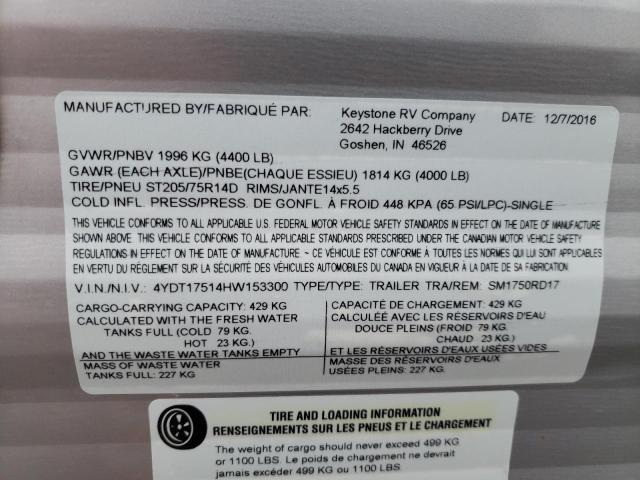 MANUFACTURED BY/FABRIQUÉ PAR: Keystone RV Company DATE: 12/7/2016
2642 Hackberry Drive
Goshen, IN 46526
GVWR/PNBV 1996 KG (4400 LB)
GAWR (EACH AXLE)/PNBE(CHAQUE ESSIEU) 1814 KG (4000 LB)
TIRE/PNEU ST205/75R14D RIMS/JANTE14x5.5
COLD INFL. PRESS/PRESS. DE GONFL. À FROID 448 KPA (65 PSI/LPC)-SINGLE
THIS VEHICLE CONFORMS TO ALL APPLICABLE U.S. FEDERAL MOTOR VEHICLE SAFETY STANDARDS IN EFFECT ON THE DATE OF MANUFACTURE
SHOWN ABOVE. THIS VEHICLE CONFORMS TO ALL APPLICABLE STANDARDS PRESCRIBED UNDER THE CANADIAN MOTOR VEHICLE SAFETY
REGULATIONS IN EFFECT ON THE DATE OF MANUFACTURE – CE VÉHICULE EST CONFORME À TOUTES LES NORMES QUI LUI SONT APPLICABLES
EN VERTU DU RÈGLEMENT SUR LA SÉCURITÉ DES VÉHICULES AUTOMOBILES DU CANADA EN VIGUEUR À LA DATE DE SA FABRICATION
V.I.N./N.I.V.: 4YDT17514HW153300 TYPE/TYPE: TRAILER TRA/REM: SM1750RD17
CARGO-CARRYING CAPACITY: 429 KG
CALCULATED WITH THE FRESH WATER
TANKS FULL (COLD 79 KG.
HOT 23 KG.)
AND THE WASTE WATER TANKS EMPTY
MASS OF WASTE WATER
TANKS FULL: 227 KG
CAPACITÉ DE CHARGEMENT: 429 KG
CALCULÉE AVEC LES RÉSERVOIRS D'EAU
DOUCE PLEINS (FROID 79 KG.
CHAUD 23 KG.)
ET LES RÉSERVOIRS D'EAUX USÉES VIDES
MASSE DES RÉSERVOIRS D'EAUX
USÉES PLEINS: 227 KG.
TIRE AND LOADING INFORMATION
RENSEIGNEMENTS SUR LES PNEUS ET LE CHARGEMENT
The weight of cargo should never exceed 499 KG
or 1100 LBS. Le poids du chargement ne devrait
jamais excéder 499 KG ou 1100 LBS.